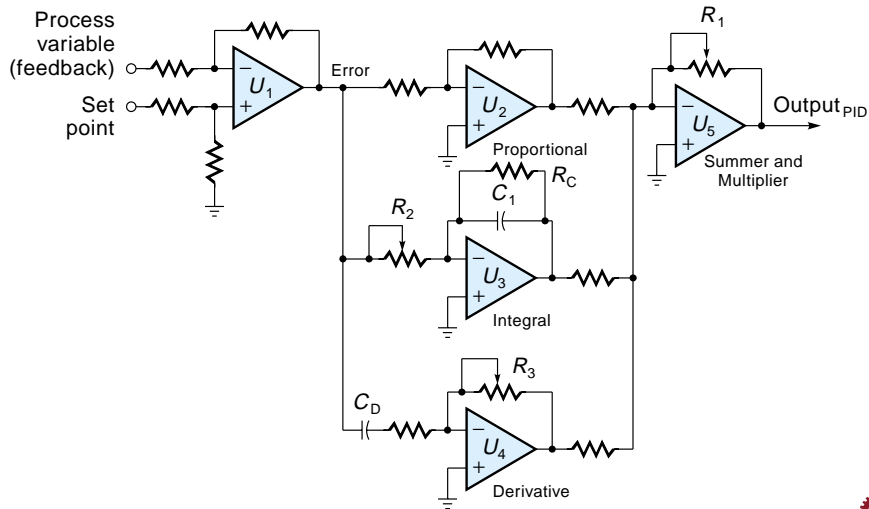 Process
variable
(feedback)
Set
point
−
+
U1
Error
−
+
U2
Proportional
R1
−
+
U5
OutputPID
Summer and
Multiplier
R2
RC
C1
−
+
U3
Integral
CD
R3
−
+
U4
Derivative